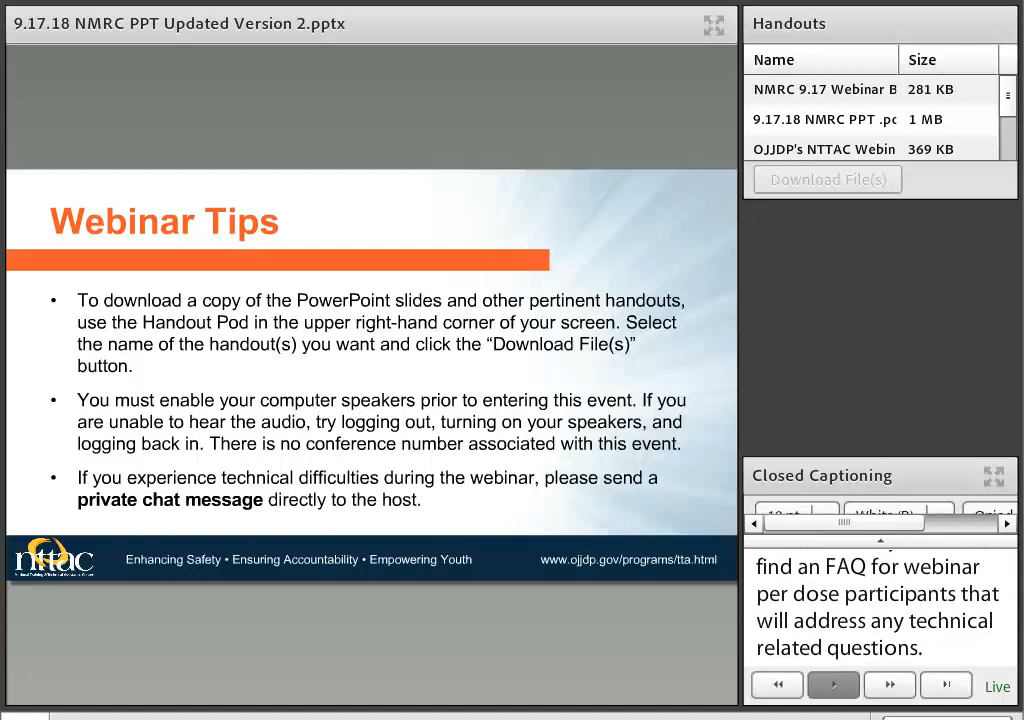 9.17.18 NMRC PPT Updated Version 2.pptx
Webinar Tips
• To download a copy of the PowerPoint slides and other pertinent handouts,
use the Handout Pod in the upper right-hand corner of your screen. Select
the name of the handout(s) you want and click the “Download File(s)”
button.
• You must enable your computer speakers prior to entering this event. If you
are unable to hear the audio, try logging out, turning on your speakers, and
logging back in. There is no conference number associated with this event.
• If you experience technical difficulties during the webinar, please send a
private chat message directly to the host.
nttac
National Training & Technical Assistance Center
Enhancing Safety • Ensuring Accountability • Empowering Youth
www.ojjdp.gov/programs/tta.html
Handouts
Name Size
NMRC 9.17 Webinar B 281 KB
9.17.18 NMRC PPT .pc 1 MB
OJJDP's NTTAC Webin 369 KB
Download File(s)
Closed Captioning
find an FAQ for webinar
per dose participants that
will address any technical
related questions.
Live